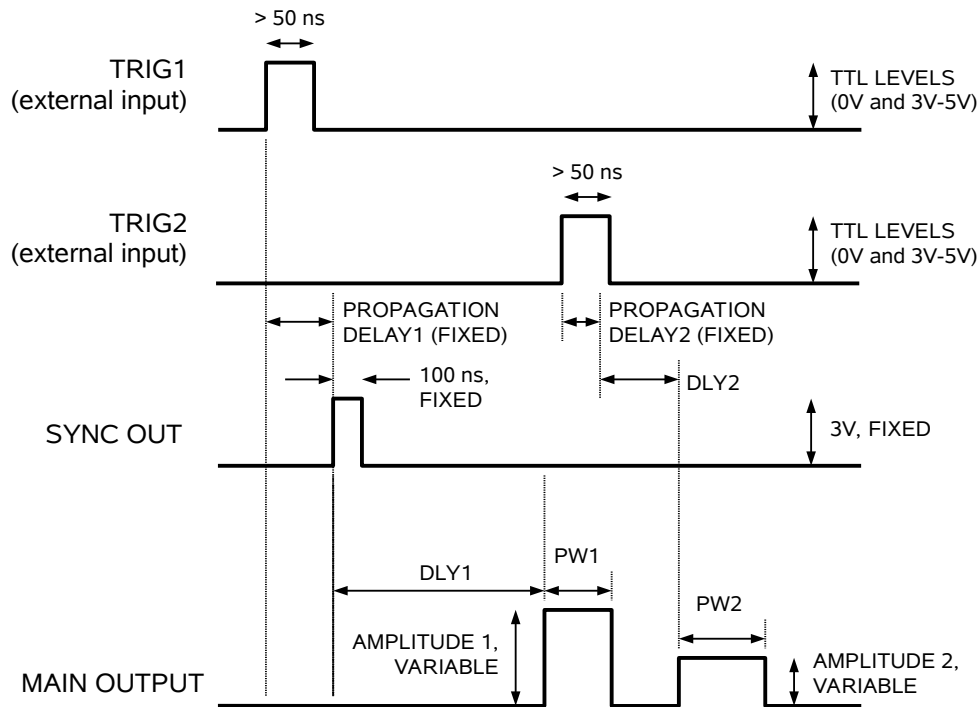 > 50 ns
TRIG1
(external input)
TTL LEVELS
(0V and 3V-5V)
> 50 ns
TRIG2
(external input)
TTL LEVELS
(0V and 3V-5V)
PROPAGATION
DELAY1 (FIXED)
PROPAGATION
DELAY2 (FIXED)
100 ns,
FIXED
DLY2
SYNC OUT
3V, FIXED
PW1
DLY1
PW2
AMPLITUDE 1,
VARIABLE
AMPLITUDE 2,
VARIABLE
MAIN OUTPUT